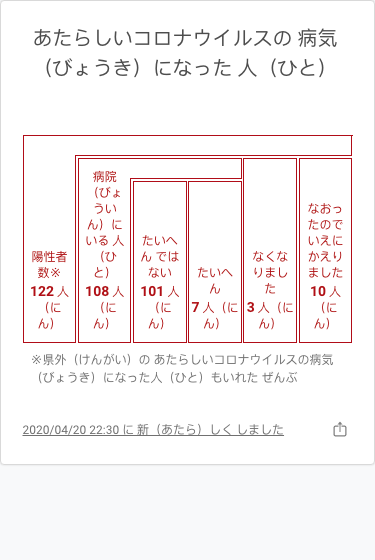 あたらしいコロナウイルスの 病気
（びょうき）になった 人（ひと）
陽性者
数※
122 人
（に
ん）
病院
（びょ
うい
ん）に
いる 人
（ひ
と）
108 人
（に
ん）
たいへ
ん では
ない
101 人
（に
ん）
たいへ
ん
7 人（に
ん）
なくな
りまし
た
3 人（に
ん）
なおっ
たので
いえに
かえり
ました
10 人
（に
ん）
※県外（けんがい）の あたらしいコロナウイルスの病気
（びょうき）になった人（ひと）もいれた ぜんぶ
2020/04/20 22:30 に 新（あたら）しく しました